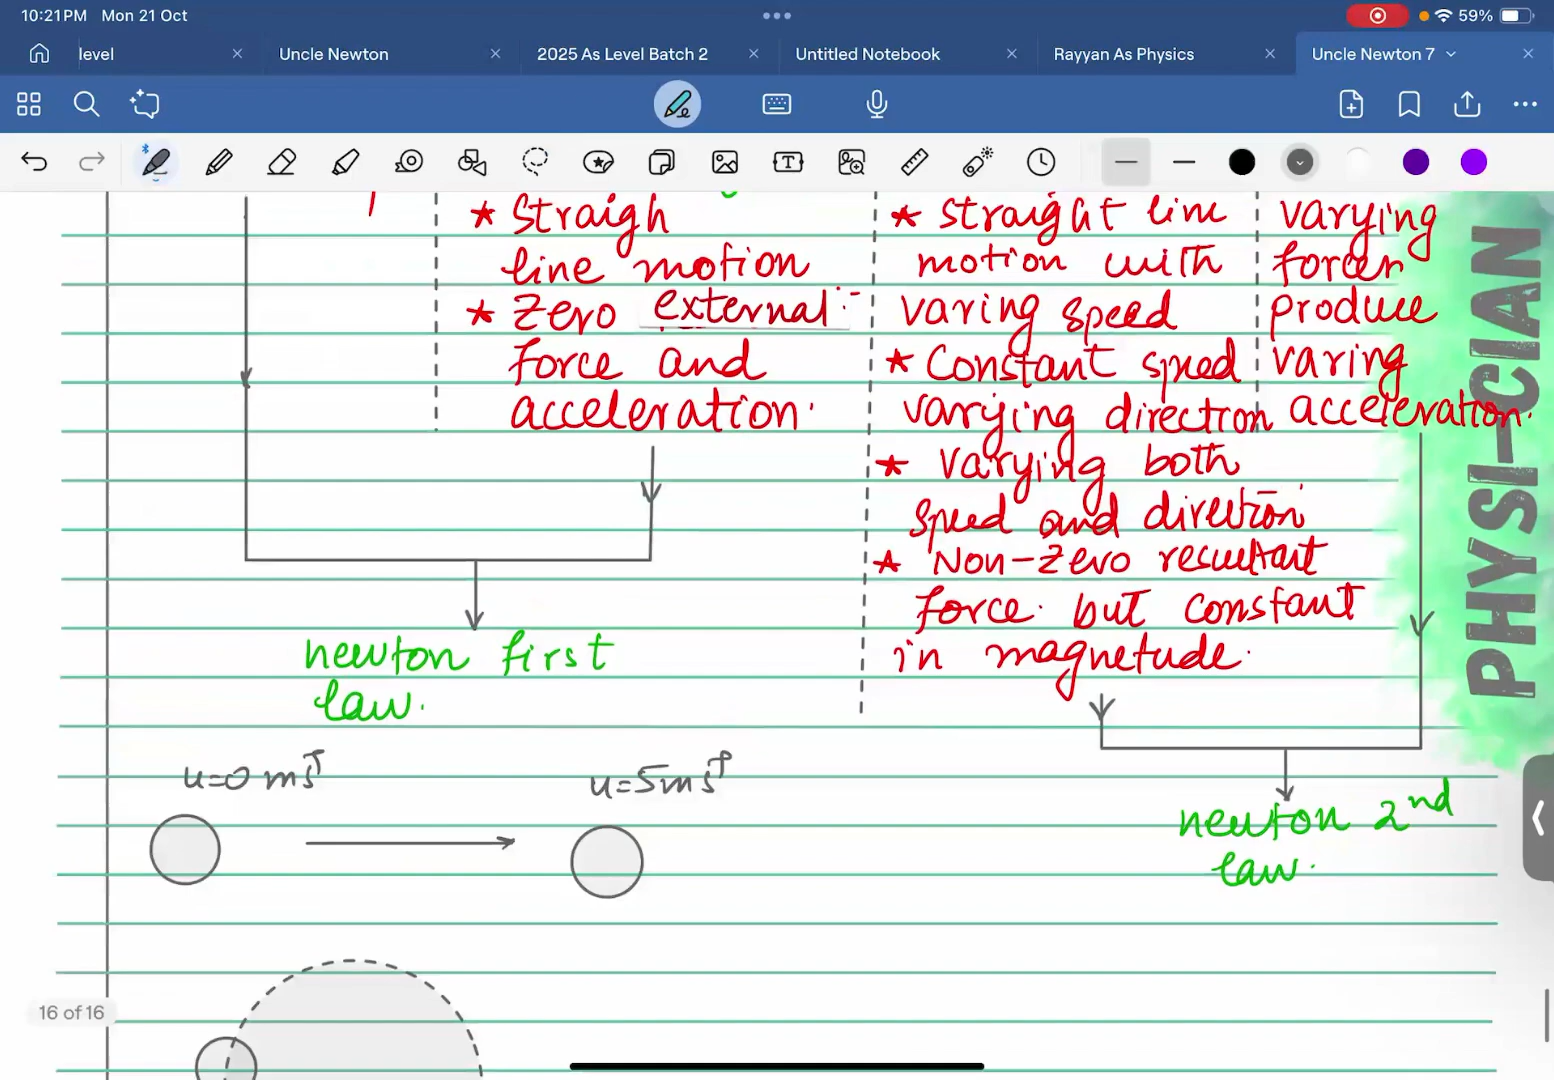 10:21 PM Mon 21 Oct
59%
level
Uncle Newton
2025 As Level Batch 2
Untitled Notebook
Rayyan As Physics
Uncle Newton 7
* Straigh
line motion
* Zero external
force and
acceleration.
newton first
law.
* straight line
motion with
varing speed
* Constant speed
varying direction
* Varying both
speed and direction
* Non-Zero resultant
force but constant
in magnetude.
varying
forces
produce
varing
acceleration.
newton 2nd
law.
u=0 ms⁻¹
u=5ms⁻¹
PHYSI-CIAN
16 of 16